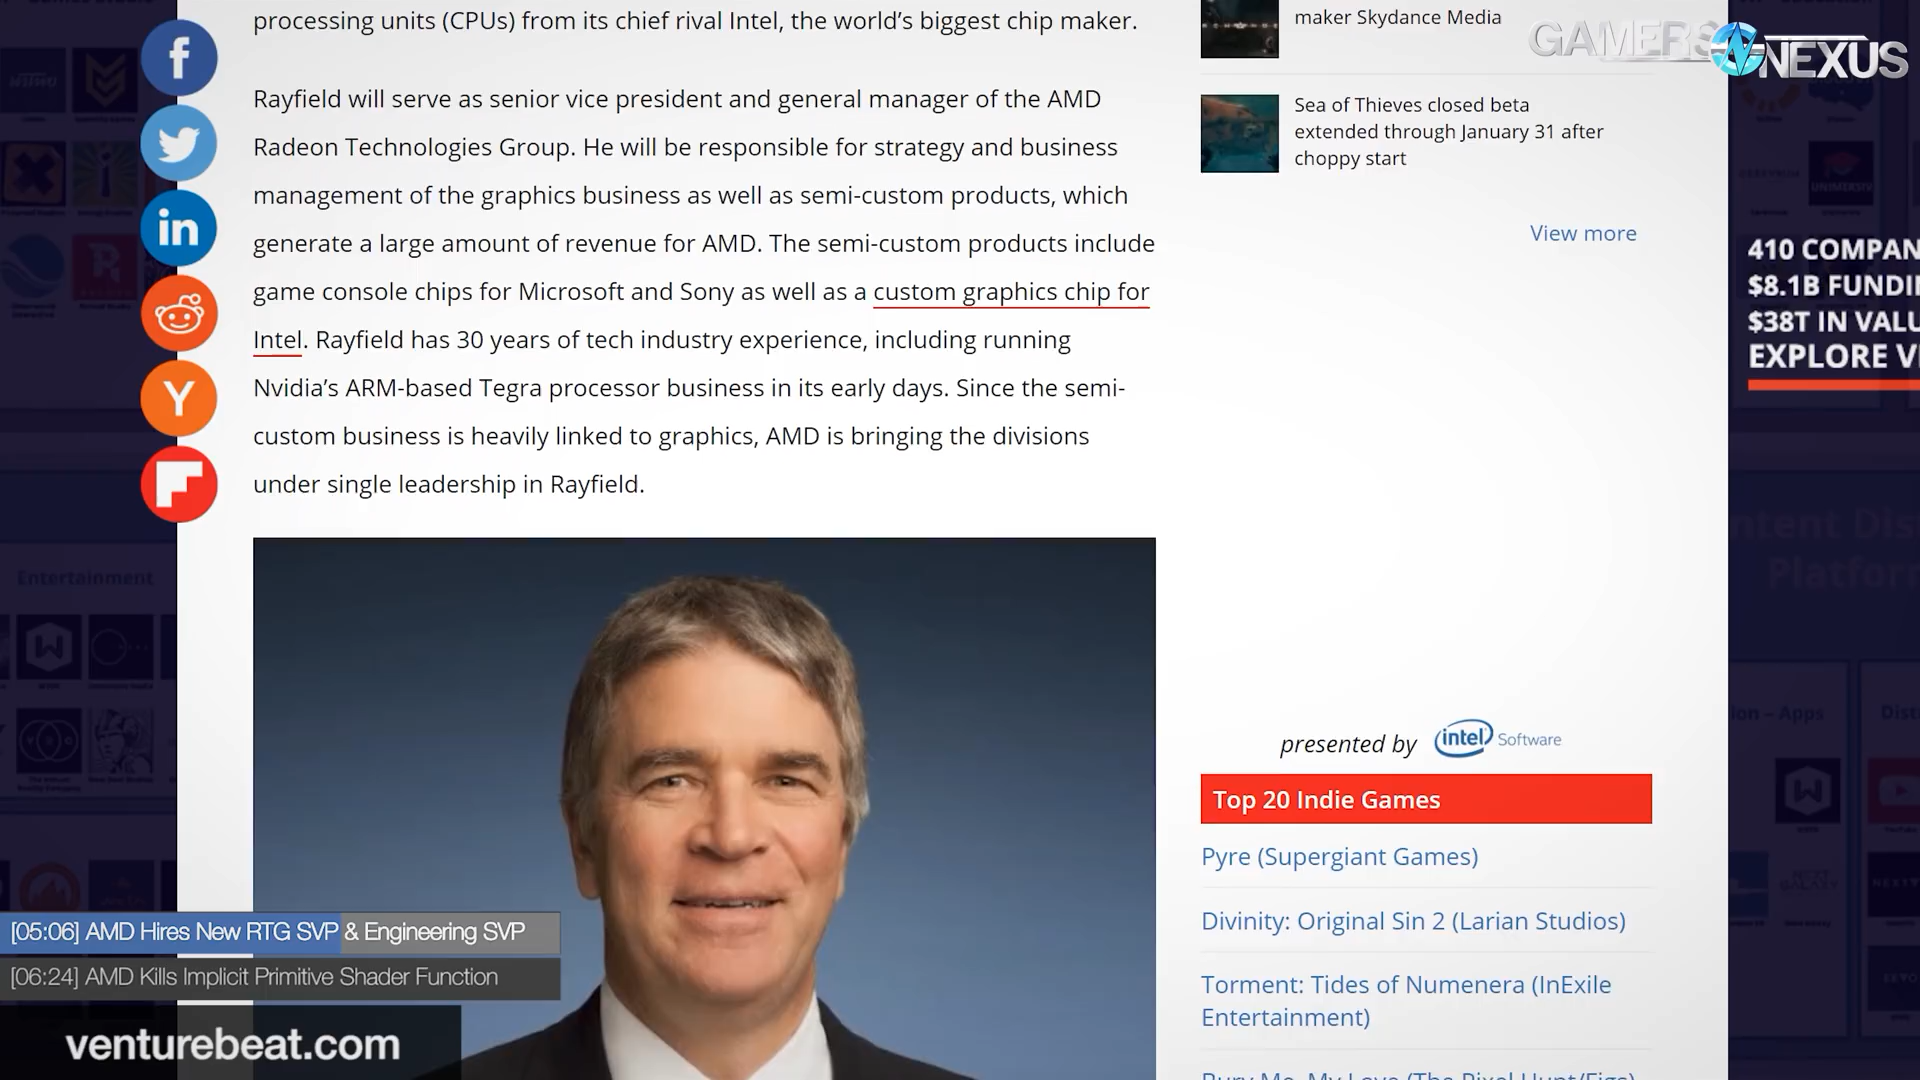 processing units (CPUs) from its chief rival Intel, the world’s biggest chip maker.
Rayfield will serve as senior vice president and general manager of the AMD
Radeon Technologies Group. He will be responsible for strategy and business
management of the graphics business as well as semi-custom products, which
generate a large amount of revenue for AMD. The semi-custom products include
game console chips for Microsoft and Sony as well as a custom graphics chip for
Intel. Rayfield has 30 years of tech industry experience, including running
Nvidia’s ARM-based Tegra processor business in its early days. Since the semi-
custom business is heavily linked to graphics, AMD is bringing the divisions
under single leadership in Rayfield.
maker Skydance Media
Sea of Thieves closed beta
extended through January 31 after
choppy start
View more
GAMERS NEXUS
410 COMPAN
$8.1B FUNDI
$38T IN VALU
EXPLORE V
Entertainment
presented by intel Software
Top 20 Indie Games
Pyre (Supergiant Games)
Divinity: Original Sin 2 (Larian Studios)
Torment: Tides of Numenera (InExile
Entertainment)
Bury Me, My Love (The Pixel Hunt/Figs)
[05:06] AMD Hires New RTG SVP & Engineering SVP
[06:24] AMD Kills Implicit Primitive Shader Function
venturebeat.com